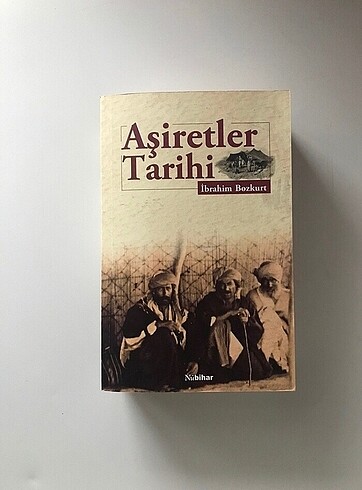 Aşiretler
Tarihi
İbrahim Bozkurt
Nûbihar